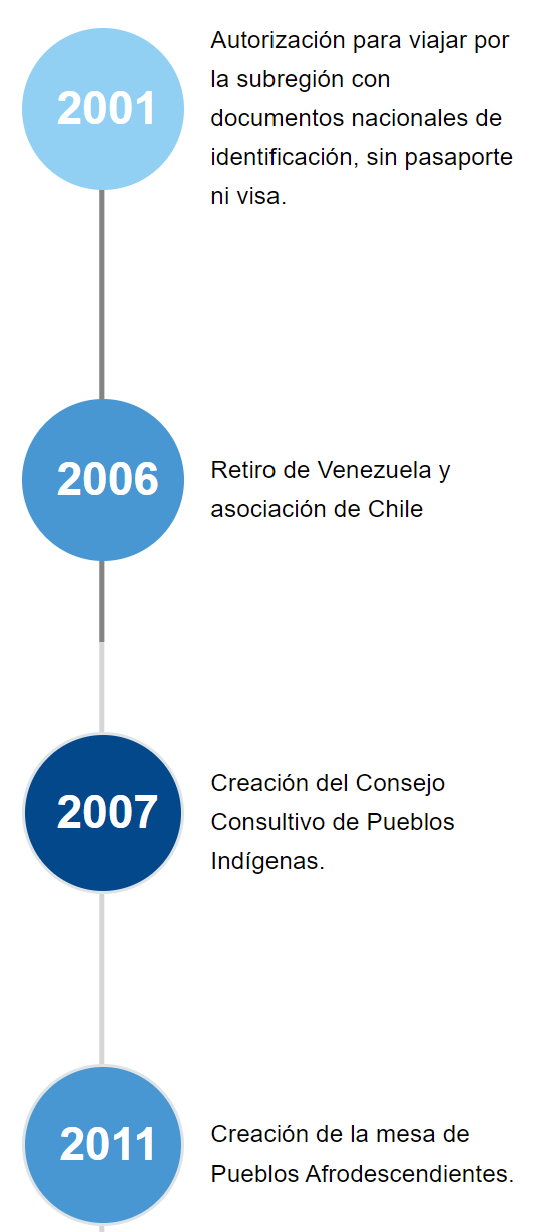 2001
Autorización para viajar por
la subregión con
documentos nacionales de
identificación, sin pasaporte
ni visa.
2006
Retiro de Venezuela y
asociación de Chile
2007
Creación del Consejo
Consultivo de Pueblos
Indígenas.
2011
Creación de la mesa de
Pueblos Afrodescendientes.